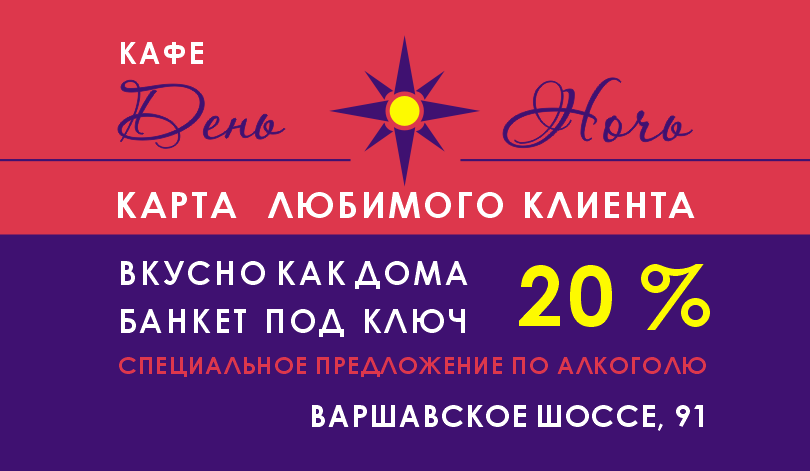 КАФЕ
День Ночь
КАРТА ЛЮБИМОГО КЛИЕНТА
ВКУСНО КАК ДОМА
БАНКЕТ ПОД КЛЮЧ
20 %
СПЕЦИАЛЬНОЕ ПРЕДЛОЖЕНИЕ ПО АЛКОГОЛЮ
ВАРШАВСКОЕ ШОССЕ, 91